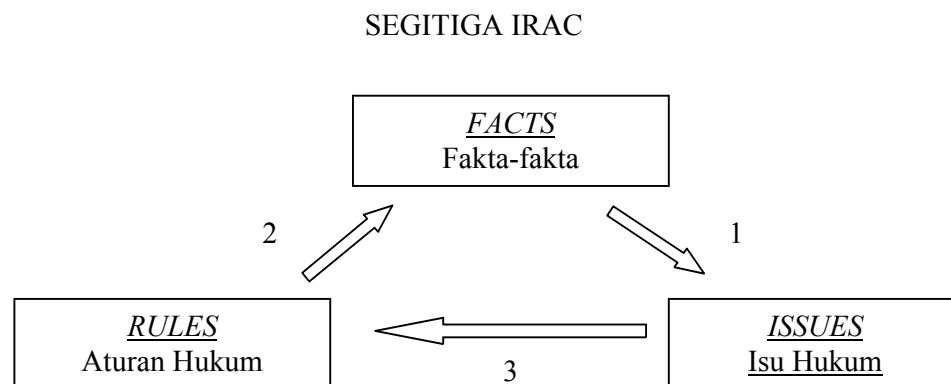 SEGITIGA IRAC
FACTS
Fakta-fakta
2
1
RULES
Aturan Hukum
ISSUES
Isu Hukum
3